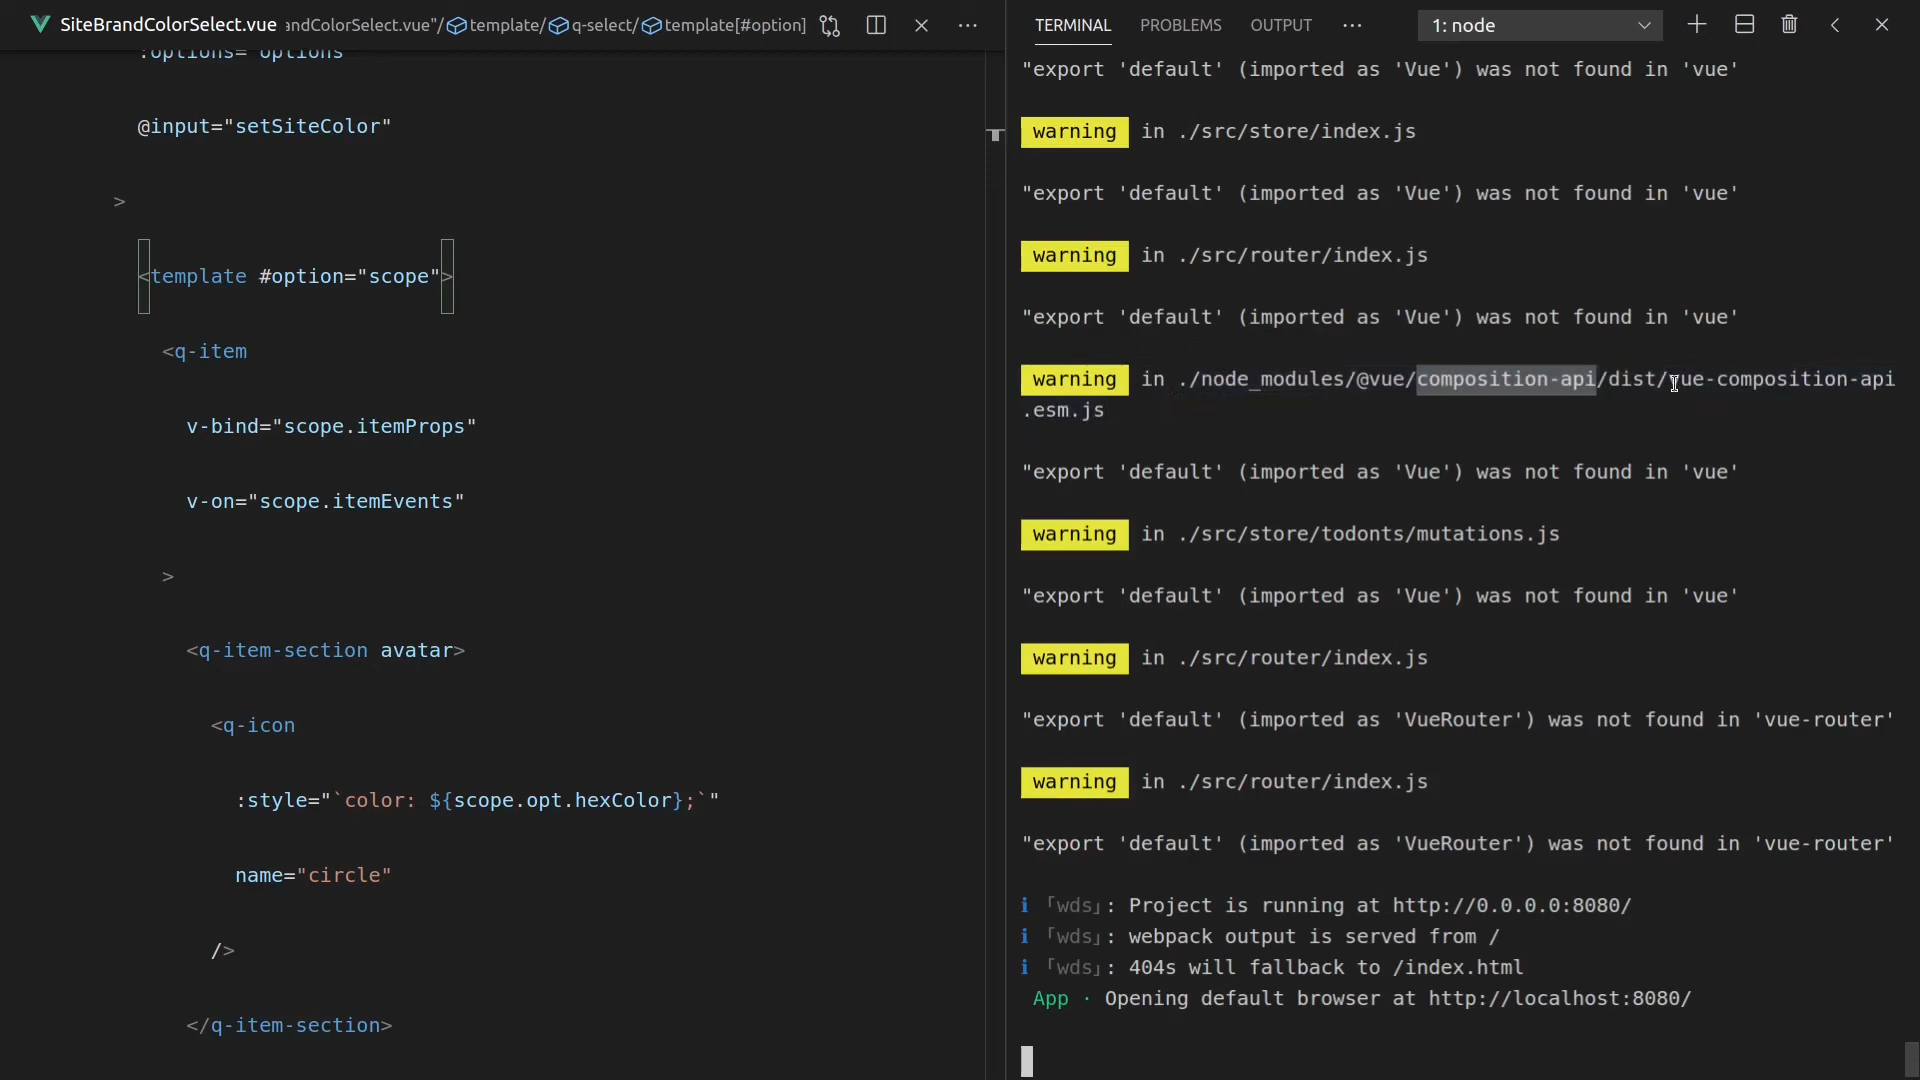 SiteBrandColorSelect.vue andColorSelect.vue"/ template/ q-select/ template[#option]
:options="options"
@input="setSiteColor"
>
<template #option="scope">
<q-item
v-bind="scope.itemProps"
v-on="scope.itemEvents"
>
<q-item-section avatar>
<q-icon
:style="`color: ${scope.opt.hexColor};`"
name="circle"
/>
</q-item-section>
TERMINAL PROBLEMS OUTPUT ··· 1: node
"export 'default' (imported as 'Vue') was not found in 'vue'
warning in ./src/store/index.js
"export 'default' (imported as 'Vue') was not found in 'vue'
warning in ./src/router/index.js
"export 'default' (imported as 'Vue') was not found in 'vue'
warning in ./node_modules/@vue/composition-api/dist/vue-composition-api
.esm.js
"export 'default' (imported as 'Vue') was not found in 'vue'
warning in ./src/store/todonts/mutations.js
"export 'default' (imported as 'Vue') was not found in 'vue'
warning in ./src/router/index.js
"export 'default' (imported as 'VueRouter') was not found in 'vue-router'
warning in ./src/router/index.js
"export 'default' (imported as 'VueRouter') was not found in 'vue-router'
i ｢wds｣: Project is running at http://0.0.0.0:8080/
i ｢wds｣: webpack output is served from /
i ｢wds｣: 404s will fallback to /index.html
App · Opening default browser at http://localhost:8080/